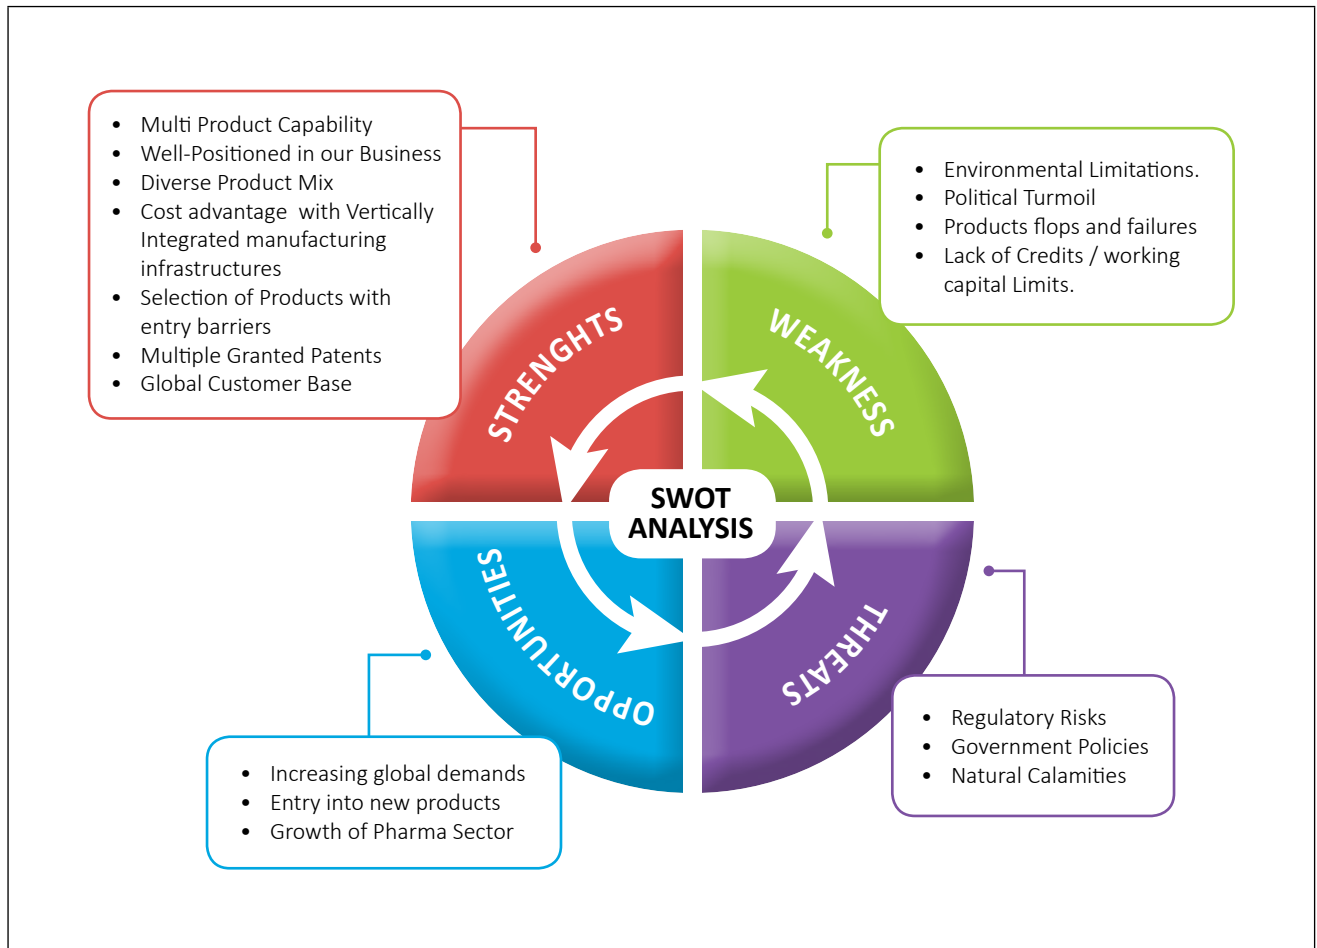 • Multi Product Capability
• Well-Positioned in our Business
• Diverse Product Mix
• Cost advantage with Vertically
Integrated manufacturing
infrastructures
• Selection of Products with
entry barriers
• Multiple Granted Patents
• Global Customer Base
• Environmental Limitations.
• Political Turmoil
• Products flops and failures
• Lack of Credits / working
capital Limits.
STRENGHTS
WEAKNESS
SWOT
ANALYSIS
OPPORTUNITIES
THREATS
• Increasing global demands
• Entry into new products
• Growth of Pharma Sector
• Regulatory Risks
• Government Policies
• Natural Calamities